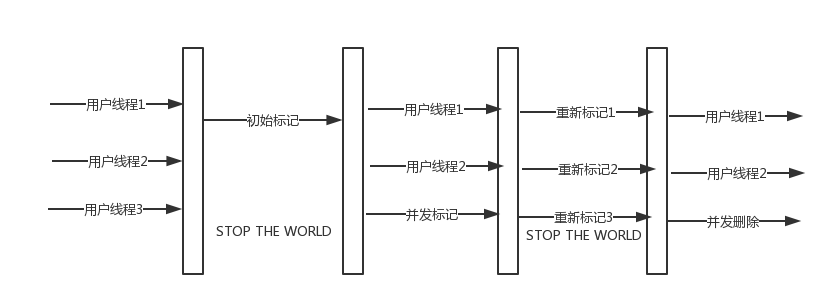 用户线程1
用户线程2
用户线程3
初始标记
STOP THE WORLD
用户线程1
用户线程2
并发标记
重新标记1
重新标记2
重新标记3
STOP THE WORLD
用户线程1
用户线程2
并发删除